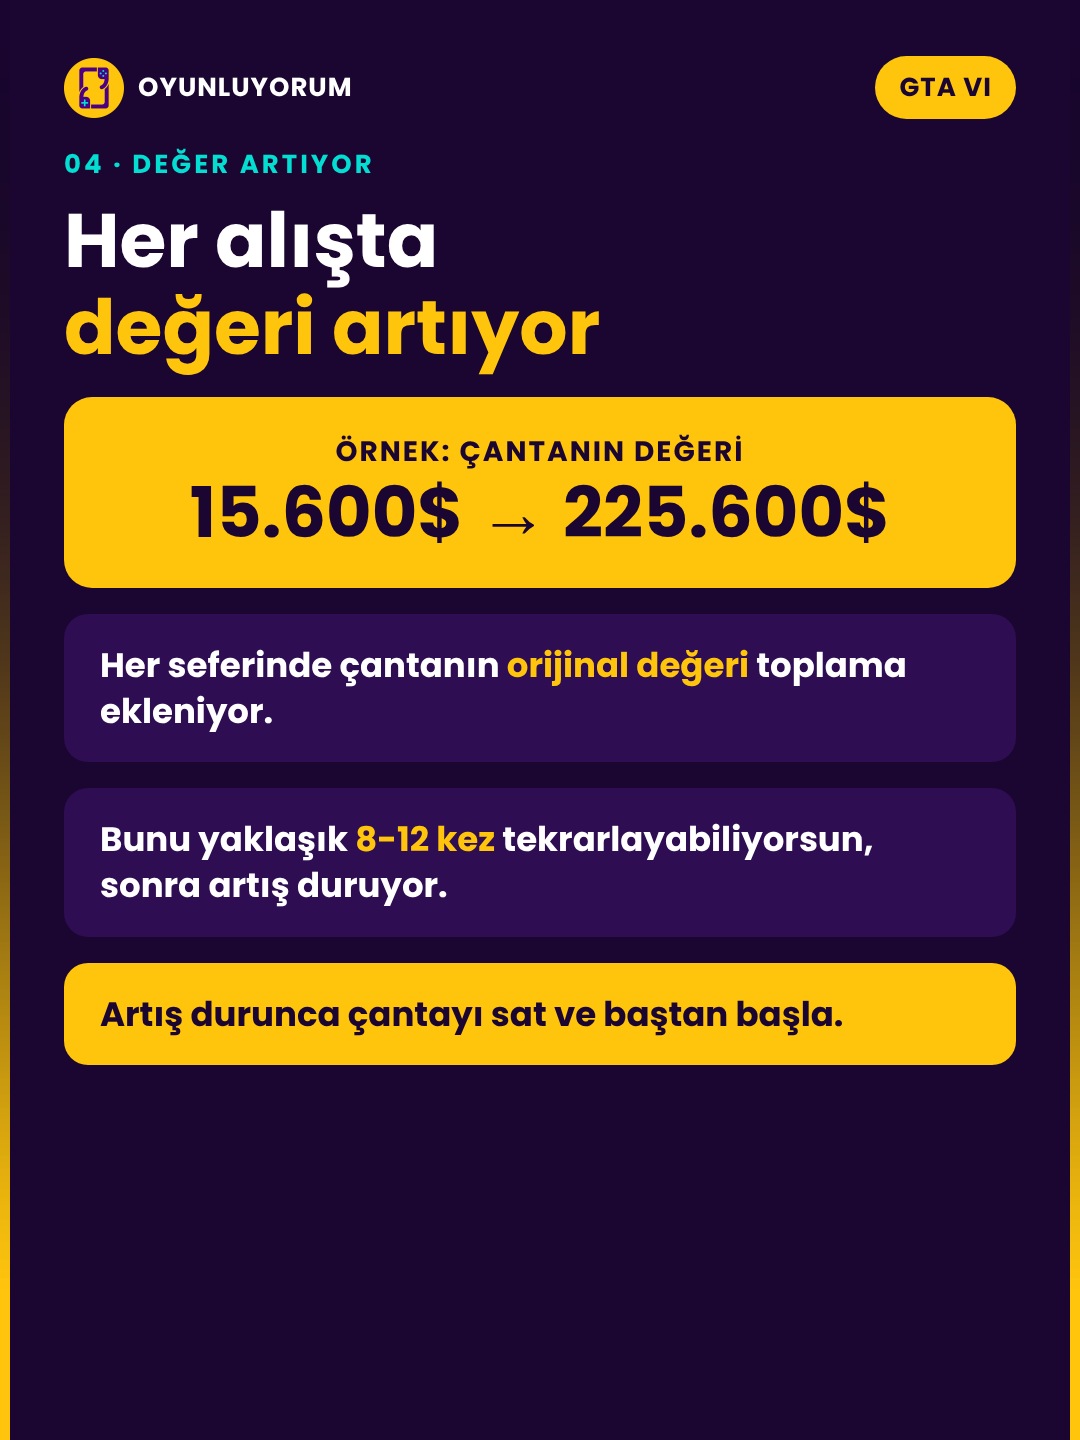 OYUNLUYORUM
GTA VI
04 · DEĞER ARTIYOR
Her alışta
değeri artıyor
ÖRNEK: ÇANTANIN DEĞERİ
15.600$ → 225.600$
Her seferinde çantanın orijinal değeri toplama
ekleniyor.
Bunu yaklaşık 8-12 kez tekrarlayabiliyorsun,
sonra artış duruyor.
Artış durunca çantayı sat ve baştan başla.